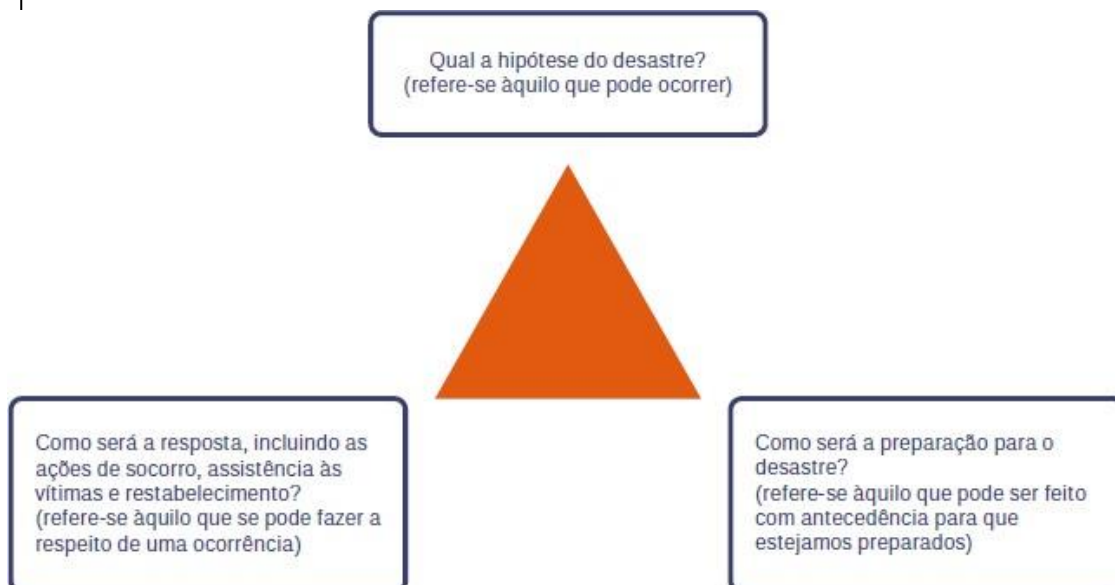 Qual a hipótese do desastre?
(refere-se àquilo que pode ocorrer)
Como será a resposta, incluindo as
ações de socorro, assistência às
vítimas e restabelecimento?
(refere-se àquilo que se pode fazer a
respeito de uma ocorrência)
Como será a preparação para o
desastre?
(refere-se àquilo que pode ser feito
com antecedência para que
estejamos preparados)